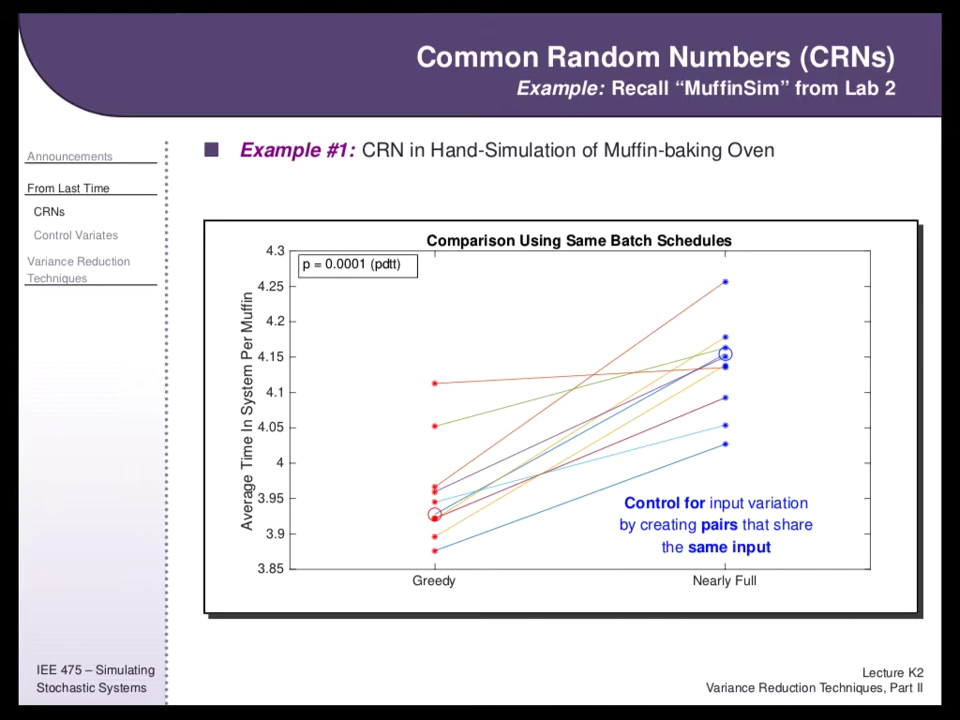 Common Random Numbers (CRNs)
Example: Recall “MuffinSim” from Lab 2
Announcements
From Last Time
CRNs
Control Variates
Variance Reduction
Techniques
Example #1: CRN in Hand-Simulation of Muffin-baking Oven
Comparison Using Same Batch Schedules
p = 0.0001 (pdtt)
Average Time In System Per Muffin
4.3
4.25
4.2
4.15
4.1
4.05
4
3.95
3.9
3.85
Greedy
Nearly Full
Control for input variation
by creating pairs that share
the same input
IEE 475 – Simulating
Stochastic Systems
Lecture K2
Variance Reduction Techniques, Part II